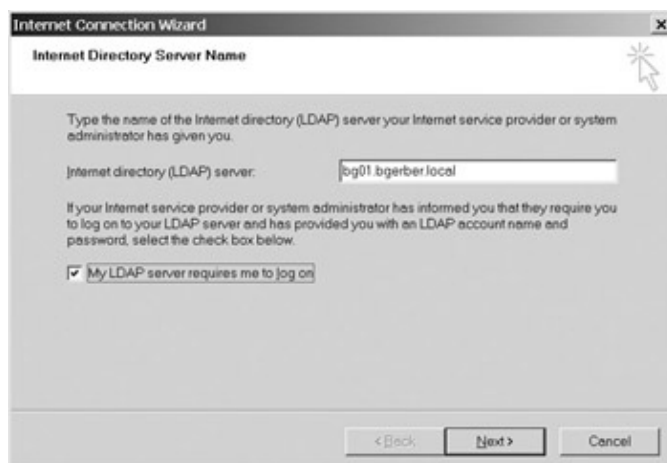 Internet Connection Wizard
Internet Directory Server Name
Type the name of the Internet directory (LDAP) server your Internet service provider or system
administrator has given you.
Internet directory (LDAP) server:
bg01.bgerber.local
If your Internet service provider or system administrator has informed you that they require you
to log on to your LDAP server and has provided you with an LDAP account name and
password, select the check box below.
My LDAP server requires me to log on
< Back
Next >
Cancel